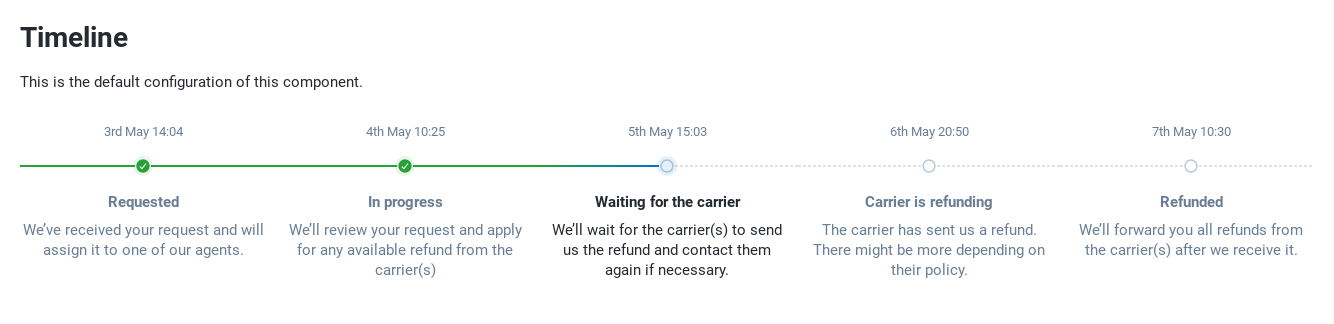 Timeline
This is the default configuration of this component.
3rd May 14:04
4th May 10:25
5th May 15:03
6th May 20:50
7th May 10:30
Requested
We’ve received your request and will
assign it to one of our agents.
In progress
We’ll review your request and apply
for any available refund from the
carrier(s)
Waiting for the carrier
We’ll wait for the carrier(s) to send
us the refund and contact them
again if necessary.
Carrier is refunding
The carrier has sent us a refund.
There might be more depending on
their policy.
Refunded
We’ll forward you all refunds from
the carrier(s) after we receive it.